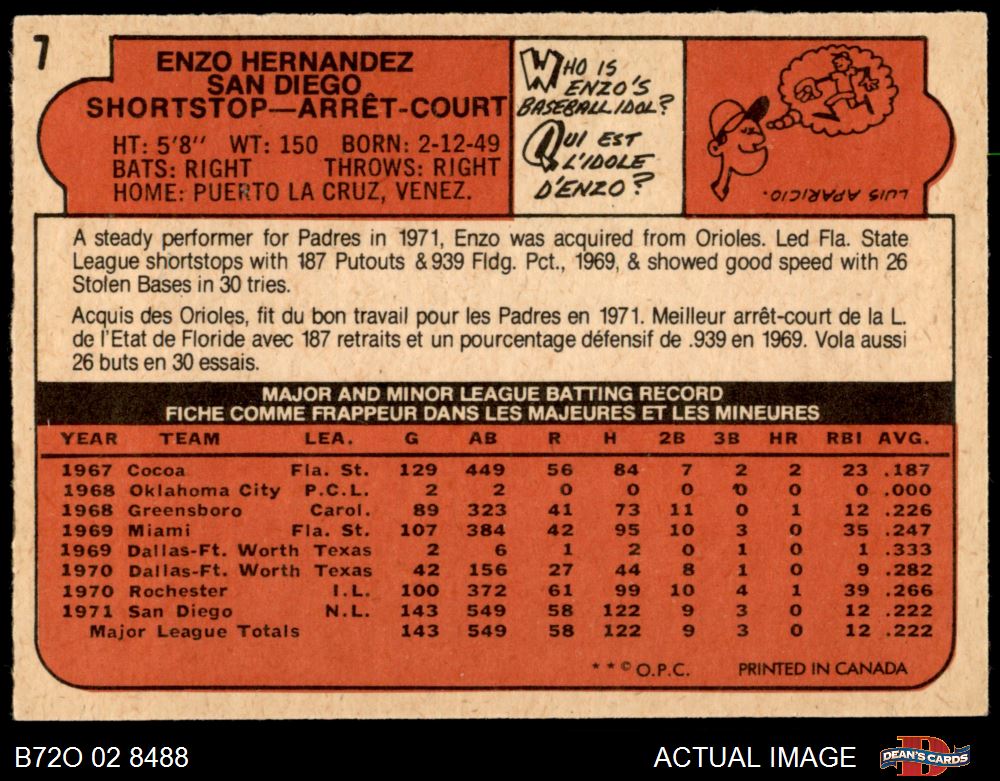 7
ENZO HERNANDEZ
SAN DIEGO
SHORTSTOP—ARRÊT-COURT
HT: 5'8" WT: 150 BORN: 2-12-49
BATS: RIGHT THROWS: RIGHT
HOME: PUERTO LA CRUZ, VENEZ.
WHO IS
ENZO'S
BASEBALL IDOL?
QUI EST
L'IDOLE
D'ENZO?
LUIS APARICIO.
A steady performer for Padres in 1971, Enzo was acquired from Orioles. Led Fla. State
League shortstops with 187 Putouts & 939 Fldg. Pct., 1969, & showed good speed with 26
Stolen Bases in 30 tries.
Acquis des Orioles, fit du bon travail pour les Padres en 1971. Meilleur arrêt-court de la L.
de l'Etat de Floride avec 187 retraits et un pourcentage défensif de .939 en 1969. Vola aussi
26 buts en 30 essais.
MAJOR AND MINOR LEAGUE BATTING RECORD
FICHE COMME FRAPPEUR DANS LES MAJEURES ET LES MINEURES
YEAR TEAM LEA. G AB R H 2B 3B HR RBI AVG.
1967 Cocoa Fla. St. 129 449 56 84 7 2 2 23 .187
1968 Oklahoma City P.C.L. 2 2 0 0 0 0 0 0 .000
1968 Greensboro Carol. 89 323 41 73 11 0 1 12 .226
1969 Miami Fla. St. 107 384 42 95 10 3 0 35 .247
1969 Dallas-Ft. Worth Texas 2 6 1 2 0 1 0 1 .333
1970 Dallas-Ft. Worth Texas 42 156 27 44 8 1 0 9 .282
1970 Rochester I.L. 100 372 61 99 10 4 1 39 .266
1971 San Diego N.L. 143 549 58 122 9 3 0 12 .222
Major League Totals 143 549 58 122 9 3 0 12 .222
* * © O.P.C. PRINTED IN CANADA
B72O 02 8488 ACTUAL IMAGE DEAN'S CARDS